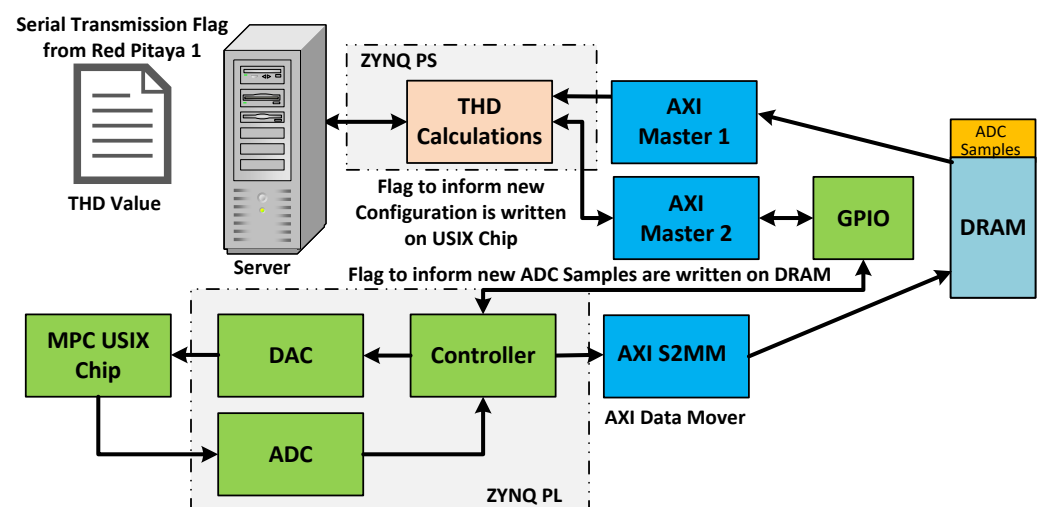 Serial Transmission Flag
from Red Pitaya 1
THD Value
Server
ZYNQ PS
THD
Calculations
AXI
Master 1
ADC
Samples
DRAM
Flag to inform new
Configuration is written
on USIX Chip
AXI
Master 2
GPIO
Flag to inform new ADC Samples are written on DRAM
MPC USIX
Chip
DAC
Controller
AXI S2MM
AXI Data Mover
ADC
ZYNQ PL